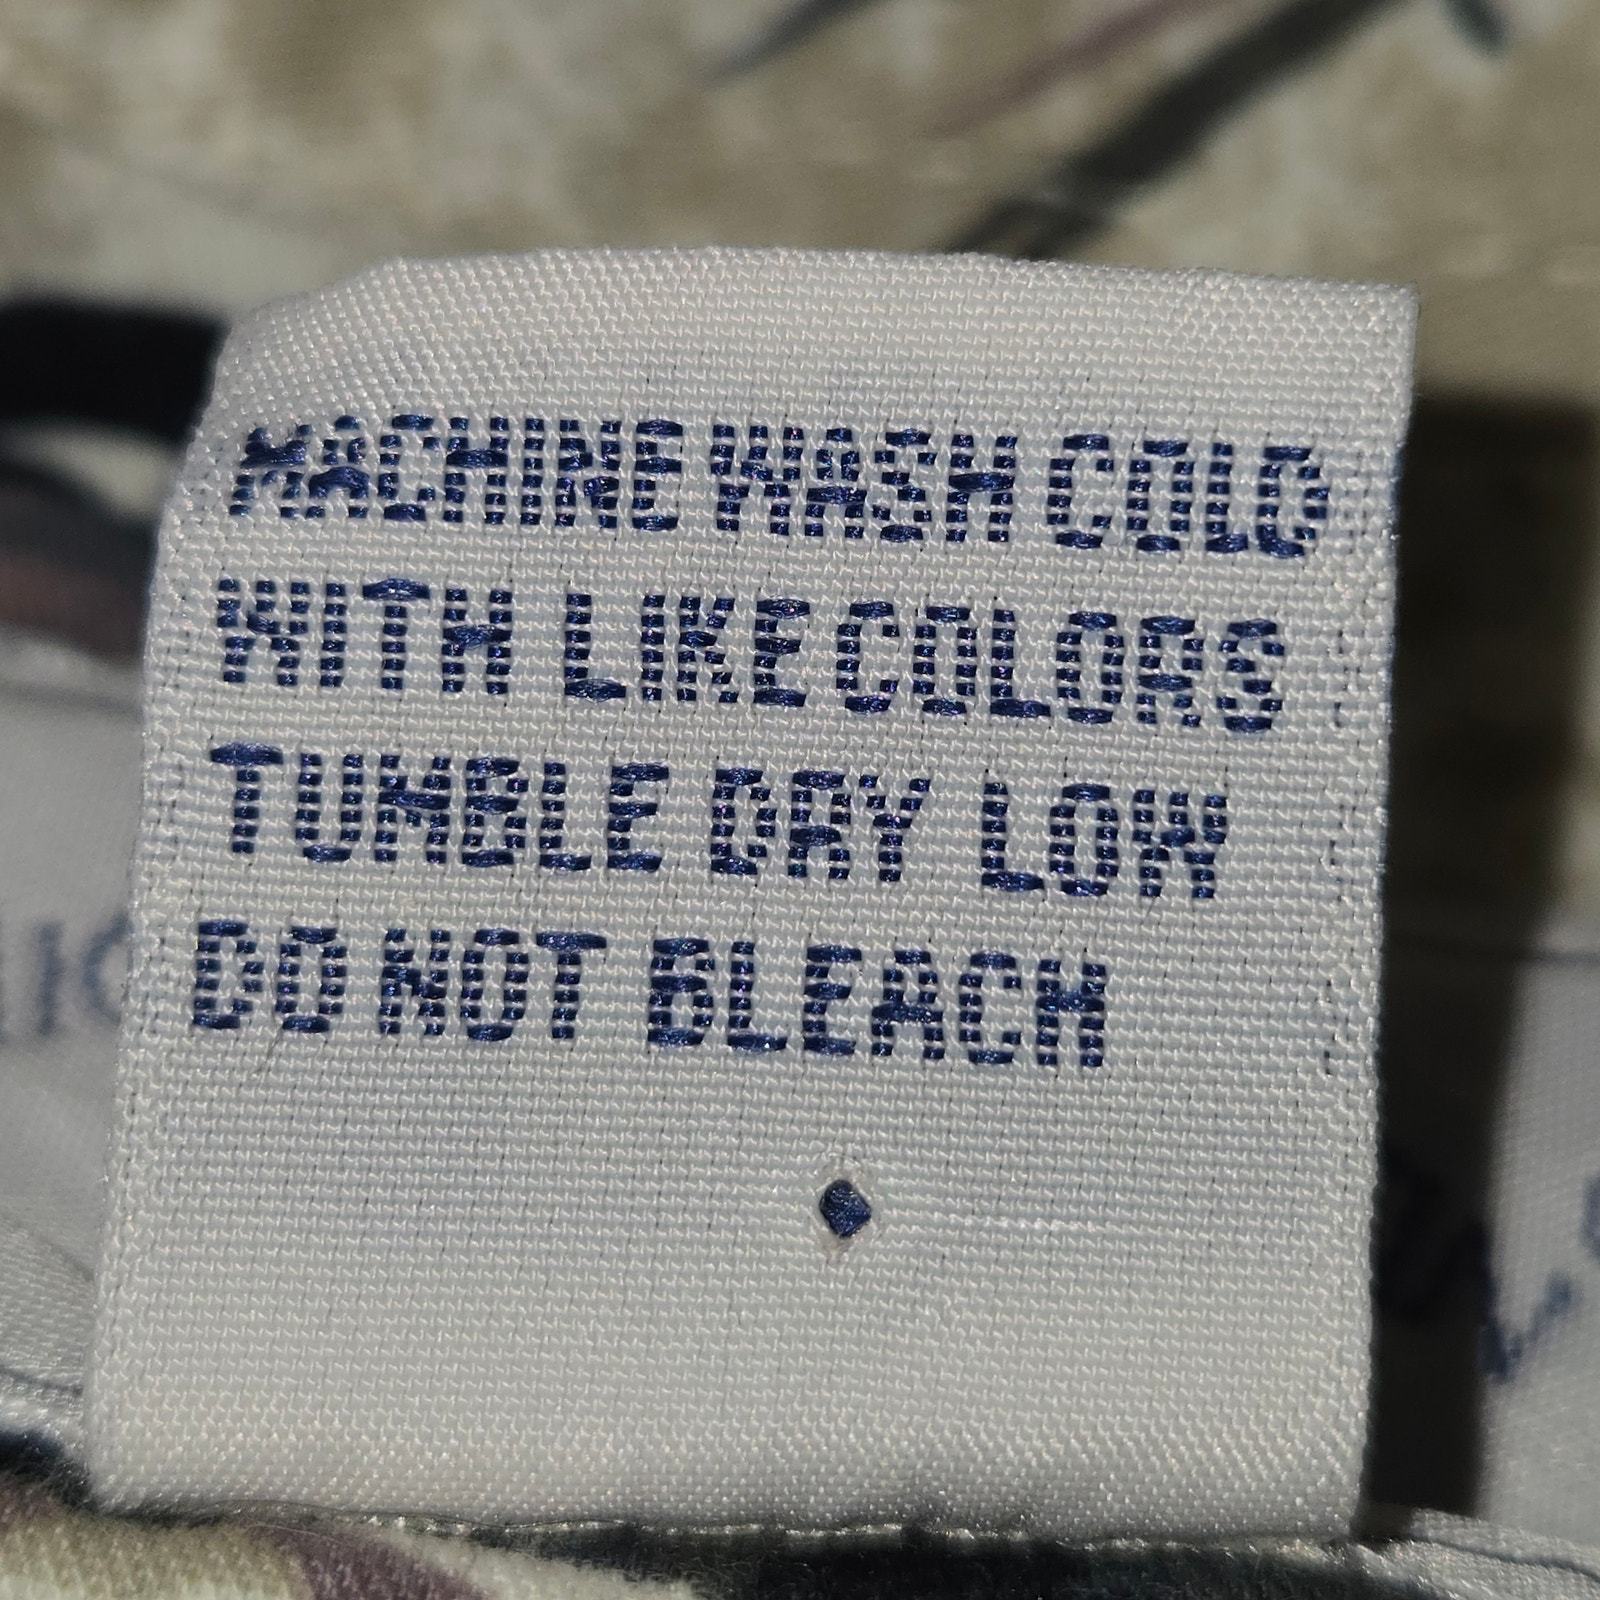 MACHINE WASH COLD
WITH LIKE COLORS
TUMBLE DRY LOW
DO NOT BLEACH